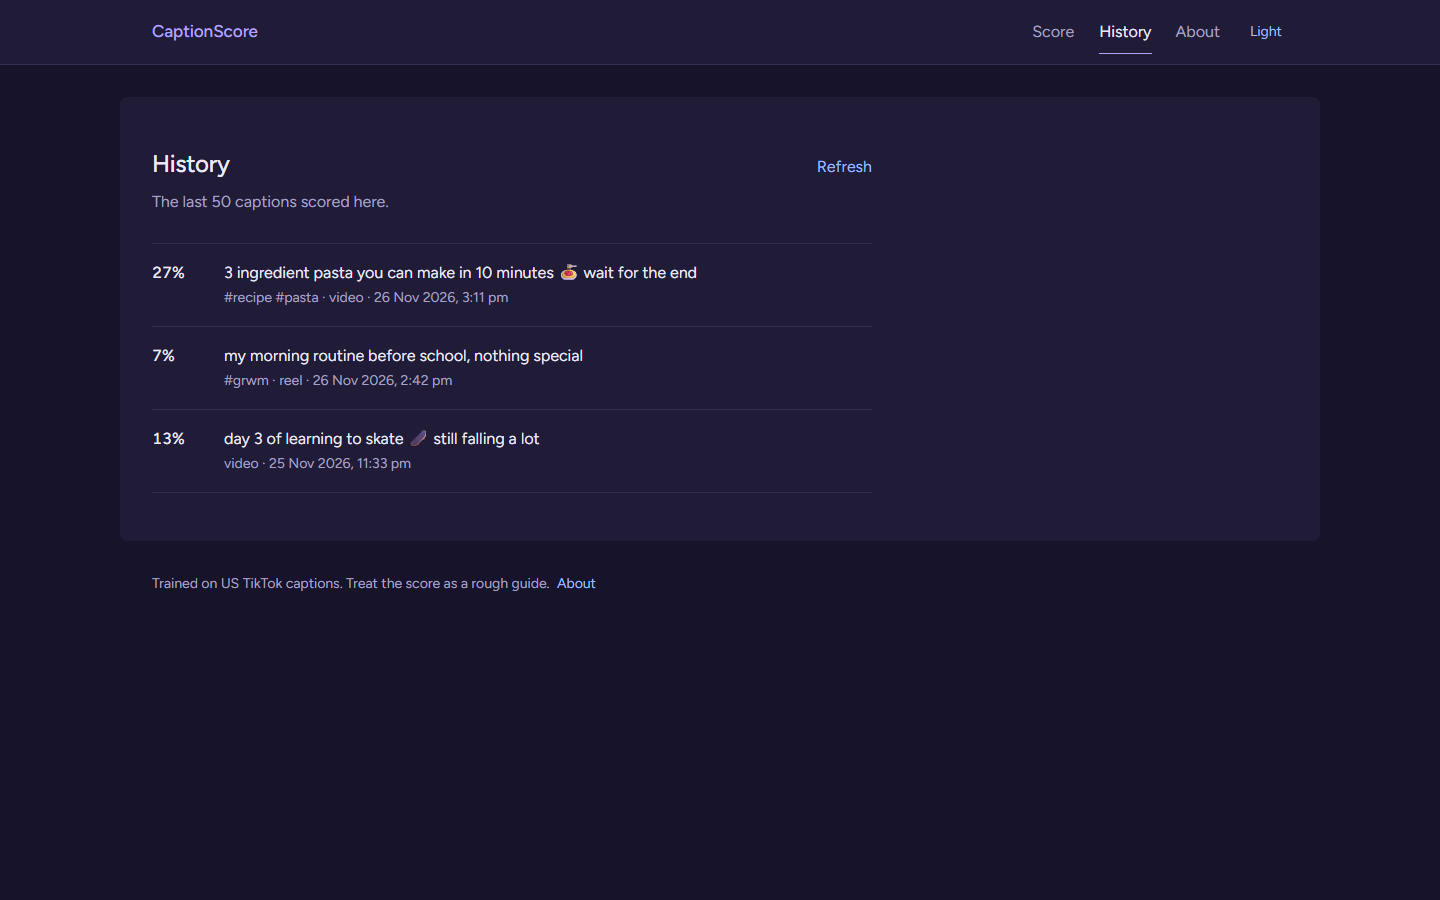 CaptionScore
Score History About Light
History
Refresh
The last 50 captions scored here.
27% 3 ingredient pasta you can make in 10 minutes 🍝 wait for the end
#recipe #pasta · video · 26 Nov 2026, 3:11 pm
7% my morning routine before school, nothing special
#grwm · reel · 26 Nov 2026, 2:42 pm
13% day 3 of learning to skate 🛹 still falling a lot
video · 25 Nov 2026, 11:33 pm
Trained on US TikTok captions. Treat the score as a rough guide. About